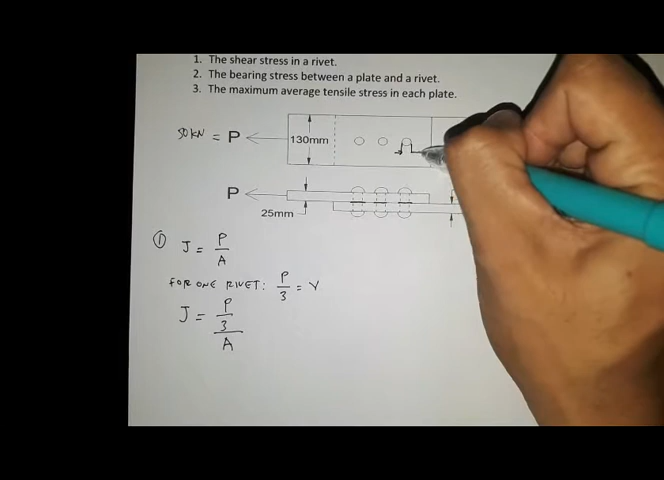 1. The shear stress in a rivet.
2. The bearing stress between a plate and a rivet.
3. The maximum average tensile stress in each plate.
50 kN = P
130mm
P
25mm
① J = P/A
FOR ONE RIVET: P/3 = V
J = P/3/A